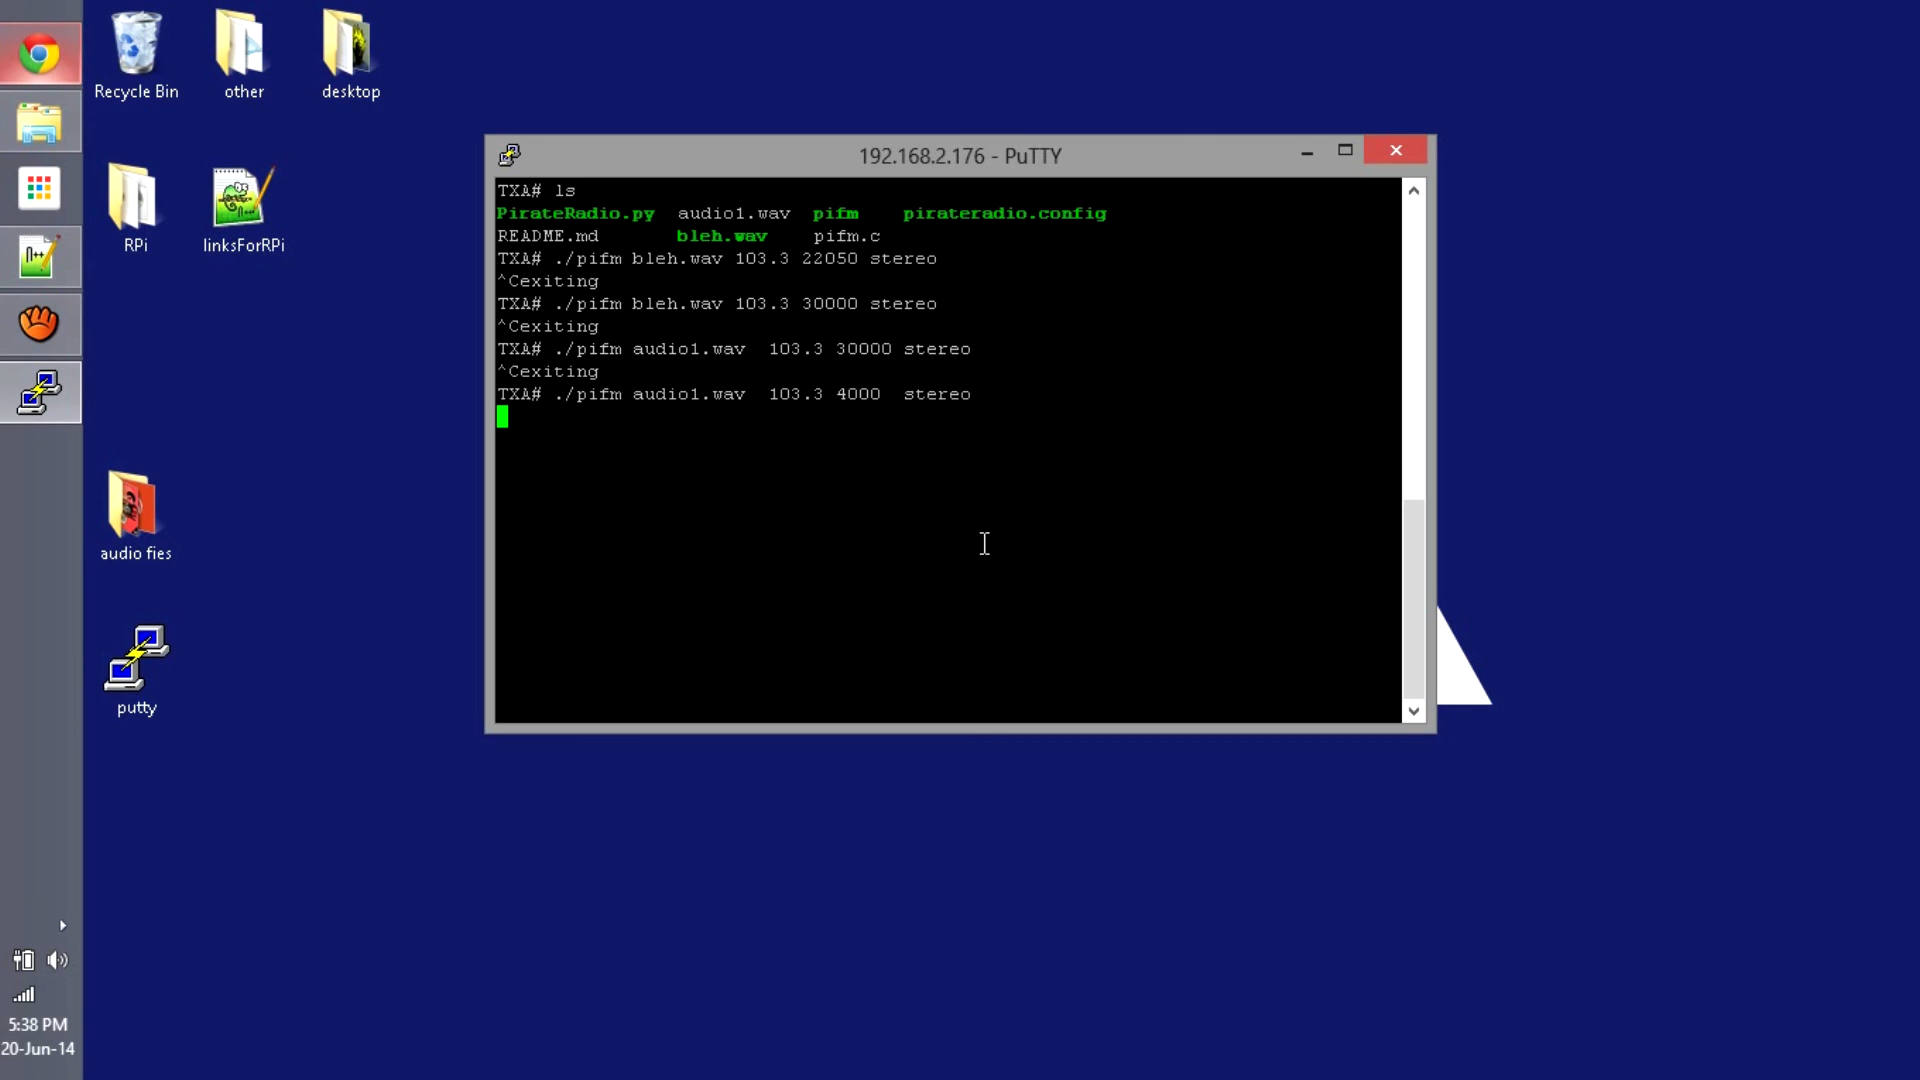 Recycle Bin
other
desktop
RPi
linksForRPi
audio fies
putty
192.168.2.176 - PuTTY
TXA# ls
PirateRadio.py audio1.wav pifm pirateradio.config
README.md bleh.wav pifm.c
TXA# ./pifm bleh.wav 103.3 22050 stereo
^Cexiting
TXA# ./pifm bleh.wav 103.3 30000 stereo
^Cexiting
TXA# ./pifm audio1.wav  103.3 30000 stereo
^Cexiting
TXA# ./pifm audio1.wav  103.3 4000  stereo
5:38 PM
20-Jun-14